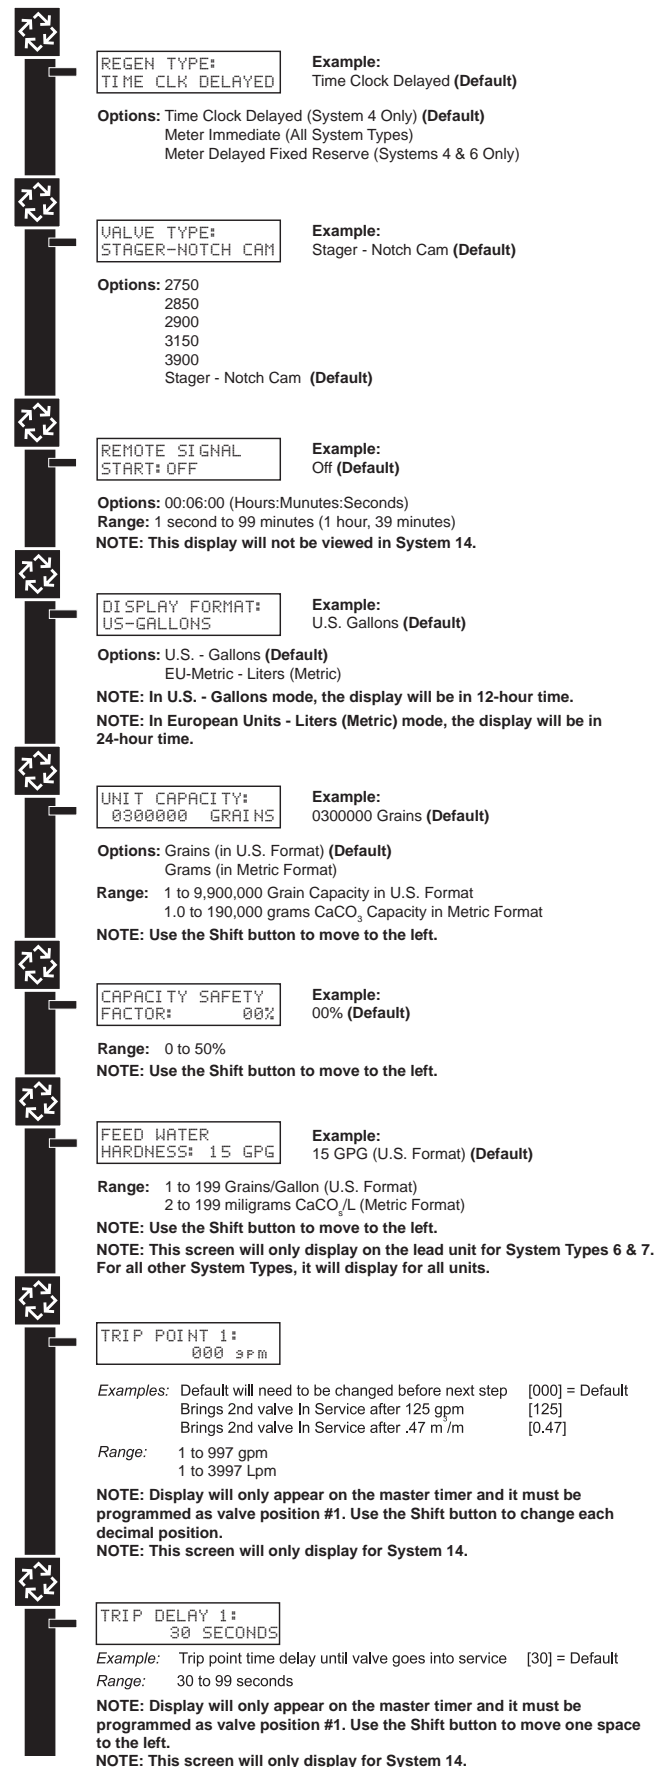 REGEN TYPE:
TIME CLK DELAYED
Example:
Time Clock Delayed (Default)
Options: Time Clock Delayed (System 4 Only) (Default)
Meter Immediate (All System Types)
Meter Delayed Fixed Reserve (Systems 4 & 6 Only)
VALVE TYPE:
STAGER-NOTCH CAM
Example:
Stager - Notch Cam (Default)
Options: 2750
2850
2900
3150
3900
Stager - Notch Cam (Default)
REMOTE SIGNAL
START: OFF
Example:
Off (Default)
Options: 00:06:00 (Hours:Munutes:Seconds)
Range: 1 second to 99 minutes (1 hour, 39 minutes)
NOTE: This display will not be viewed in System 14.
DISPLAY FORMAT:
US-GALLONS
Example:
U.S. Gallons (Default)
Options: U.S. - Gallons (Default)
EU-Metric - Liters (Metric)
NOTE: In U.S. - Gallons mode, the display will be in 12-hour time.
NOTE: In European Units - Liters (Metric) mode, the display will be in
24-hour time.
UNIT CAPACITY:
0300000 GRAINS
Example:
0300000 Grains (Default)
Options: Grains (in U.S. Format) (Default)
Grams (in Metric Format)
Range: 1 to 9,900,000 Grain Capacity in U.S. Format
1.0 to 190,000 grams CaCO3 Capacity in Metric Format
NOTE: Use the Shift button to move to the left.
CAPACITY SAFETY
FACTOR: 00%
Example:
00% (Default)
Range: 0 to 50%
NOTE: Use the Shift button to move to the left.
FEED WATER
HARDNESS: 15 GPG
Example:
15 GPG (U.S. Format) (Default)
Range: 1 to 199 Grains/Gallon (U.S. Format)
2 to 199 miligrams CaCOs/L (Metric Format)
NOTE: Use the Shift button to move to the left.
NOTE: This screen will only display on the lead unit for System Types 6 & 7.
For all other System Types, it will display for all units.
TRIP POINT 1:
000 gpm
Examples: Default will need to be changed before next step [000] = Default
Brings 2nd valve In Service after 125 gpm [125]
Brings 2nd valve In Service after .47 m3/m [0.47]
Range: 1 to 997 gpm
1 to 3997 Lpm
NOTE: Display will only appear on the master timer and it must be
programmed as valve position #1. Use the Shift button to change each
decimal position.
NOTE: This screen will only display for System 14.
TRIP DELAY 1:
30 SECONDS
Example: Trip point time delay until valve goes into service [30] = Default
Range: 30 to 99 seconds
NOTE: Display will only appear on the master timer and it must be
programmed as valve position #1. Use the Shift button to move one space
to the left.
NOTE: This screen will only display for System 14.